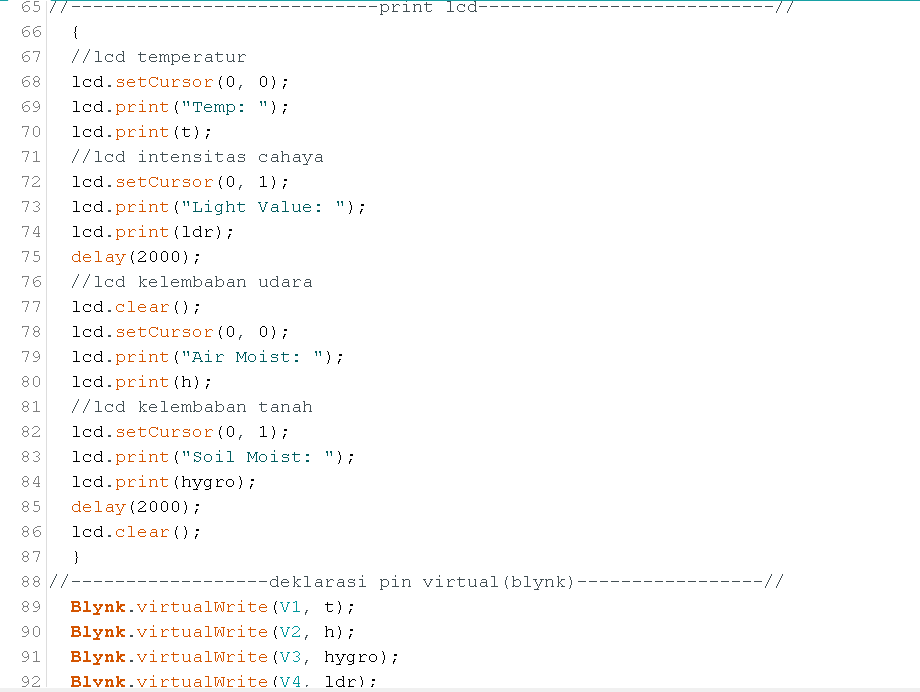 65 //----------------------------print lcd---------------------------//
66 {
67 //lcd temperatur
68 lcd.setCursor(0, 0);
69 lcd.print("Temp: ");
70 lcd.print(t);
71 //lcd intensitas cahaya
72 lcd.setCursor(0, 1);
73 lcd.print("Light Value: ");
74 lcd.print(ldr);
75 delay(2000);
76 //lcd kelembaban udara
77 lcd.clear();
78 lcd.setCursor(0, 0);
79 lcd.print("Air Moist: ");
80 lcd.print(h);
81 //lcd kelembaban tanah
82 lcd.setCursor(0, 1);
83 lcd.print("Soil Moist: ");
84 lcd.print(hygro);
85 delay(2000);
86 lcd.clear();
87 }
88 //------------------deklarasi pin virtual(blynk)-----------------//
89 Blynk.virtualWrite(V1, t);
90 Blynk.virtualWrite(V2, h);
91 Blynk.virtualWrite(V3, hygro);
92 Blynk.virtualWrite(V4, ldr);